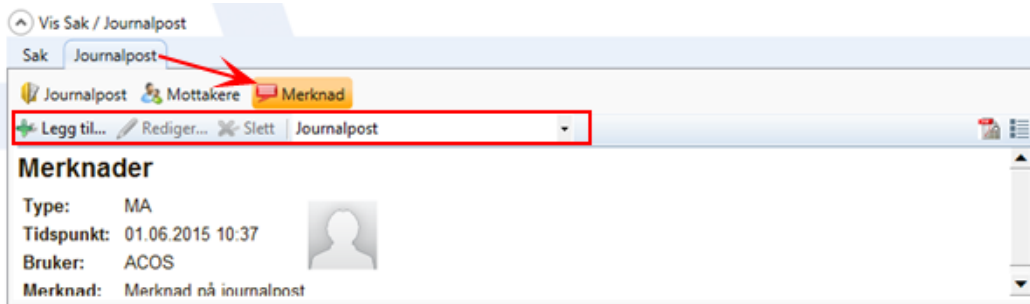 Vis Sak / Journalpost
Sak Journalpost
Journalpost Mottakere Merknad
Legg til... Rediger... Slett Journalpost
Merknader
Type: MA
Tidspunkt: 01.06.2015 10:37
Bruker: ACOS
Merknad: Merknad på journalpost